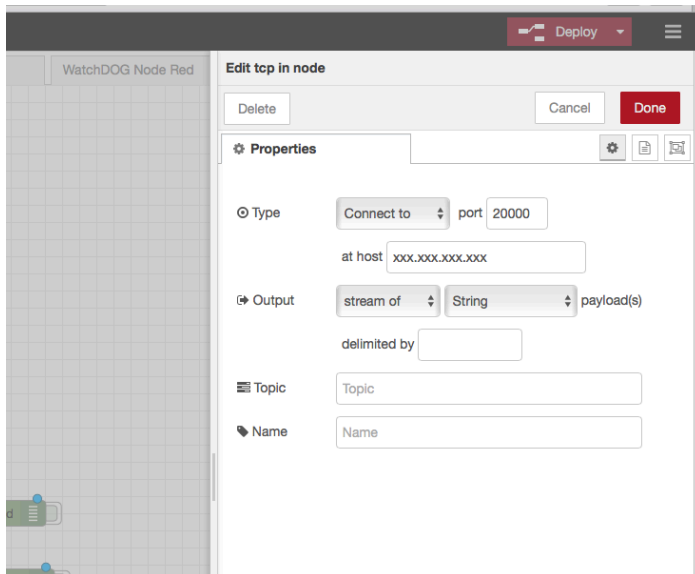 Deploy
WatchDOG Node Red
Edit tcp in node
Delete
Cancel
Done
Properties
Type
Connect to
port
20000
at host
xxx.xxx.xxx.xxx
Output
stream of
String
payload(s)
delimited by
Topic
Topic
Name
Name
d